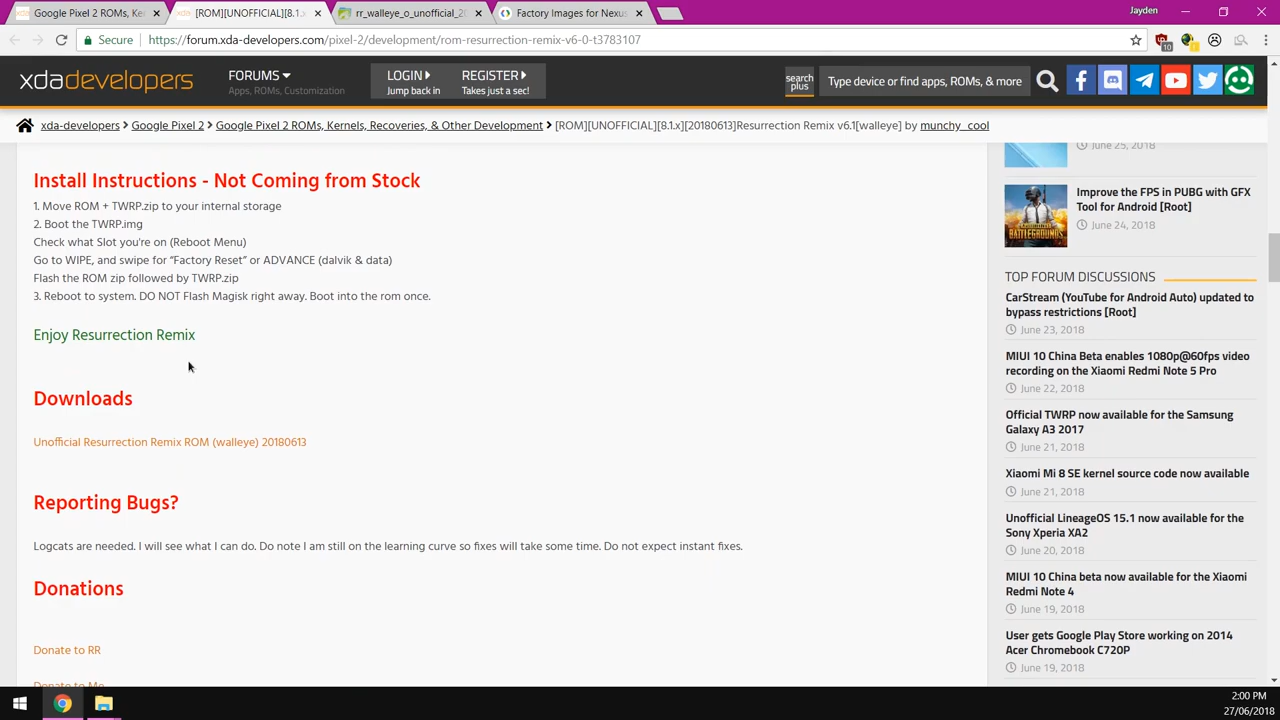 Google Pixel 2 ROMs, Ke
[ROM][UNOFFICIAL][8.1.x
rr_walleye_o_unofficial_20
Factory Images for Nexus
Jayden
Secure
https://forum.xda-developers.com/pixel-2/development/rom-resurrection-remix-v6-0-t3783107
10
1
xdadevelopers
FORUMS
Apps, ROMs, Customization
LOGIN
Jump back in
REGISTER
Takes just a sec!
search
plus
Type device or find apps, ROMs, & more
xda-developers
Google Pixel 2
Google Pixel 2 ROMs, Kernels, Recoveries, & Other Development
[ROM][UNOFFICIAL][8.1.x][20180613]Resurrection Remix v6.1[walleye] by munchy_cool
Install Instructions - Not Coming from Stock
1. Move ROM + TWRP.zip to your internal storage
2. Boot the TWRP.img
Check what Slot you're on (Reboot Menu)
Go to WIPE, and swipe for “Factory Reset” or ADVANCE (dalvik & data)
Flash the ROM zip followed by TWRP.zip
3. Reboot to system. DO NOT Flash Magisk right away. Boot into the rom once.
Enjoy Resurrection Remix
Downloads
Unofficial Resurrection Remix ROM (walleye) 20180613
Reporting Bugs?
Logcats are needed. I will see what I can do. Do note I am still on the learning curve so fixes will take some time. Do not expect instant fixes.
Donations
Donate to RR
Donate to Me
June 25, 2018
Improve the FPS in PUBG with GFX
Tool for Android [Root]
June 24, 2018
TOP FORUM DISCUSSIONS
CarStream (YouTube for Android Auto) updated to
bypass restrictions [Root]
June 23, 2018
MIUI 10 China Beta enables 1080p@60fps video
recording on the Xiaomi Redmi Note 5 Pro
June 22, 2018
Official TWRP now available for the Samsung
Galaxy A3 2017
June 21, 2018
Xiaomi Mi 8 SE kernel source code now available
June 21, 2018
Unofficial LineageOS 15.1 now available for the
Sony Xperia XA2
June 20, 2018
MIUI 10 China beta now available for the Xiaomi
Redmi Note 4
June 19, 2018
User gets Google Play Store working on 2014
Acer Chromebook C720P
June 19, 2018
2:00 PM
27/06/2018